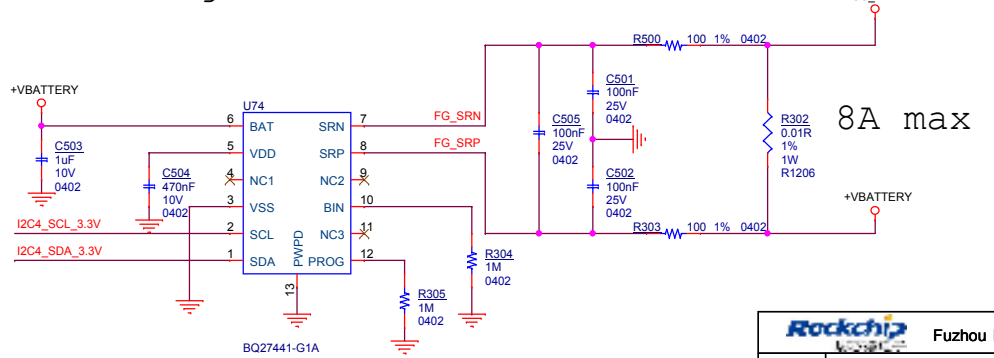 R500 100 1% 0402
+VBATTERY
U74
6 BAT SRN 7
5 VDD SRP 8
4 NC1 NC2 9
3 VSS BIN 10
2 SCL NC3 11
1 SDA PROG 12
PWPD
13
BQ27441-G1A
C503
1uF
10V
0402
C504
470nF
10V
0402
I2C4_SCL_3.3V
I2C4_SDA_3.3V
FG_SRN
FG_SRP
C505
100nF
25V
0402
C501
100nF
25V
0402
C502
100nF
25V
0402
R302
0.01R
1%
1W
R1206
8A max
+VBATTERY
R303 100 1% 0402
R304
1M
0402
R305
1M
0402
Rockchip Fuzhou